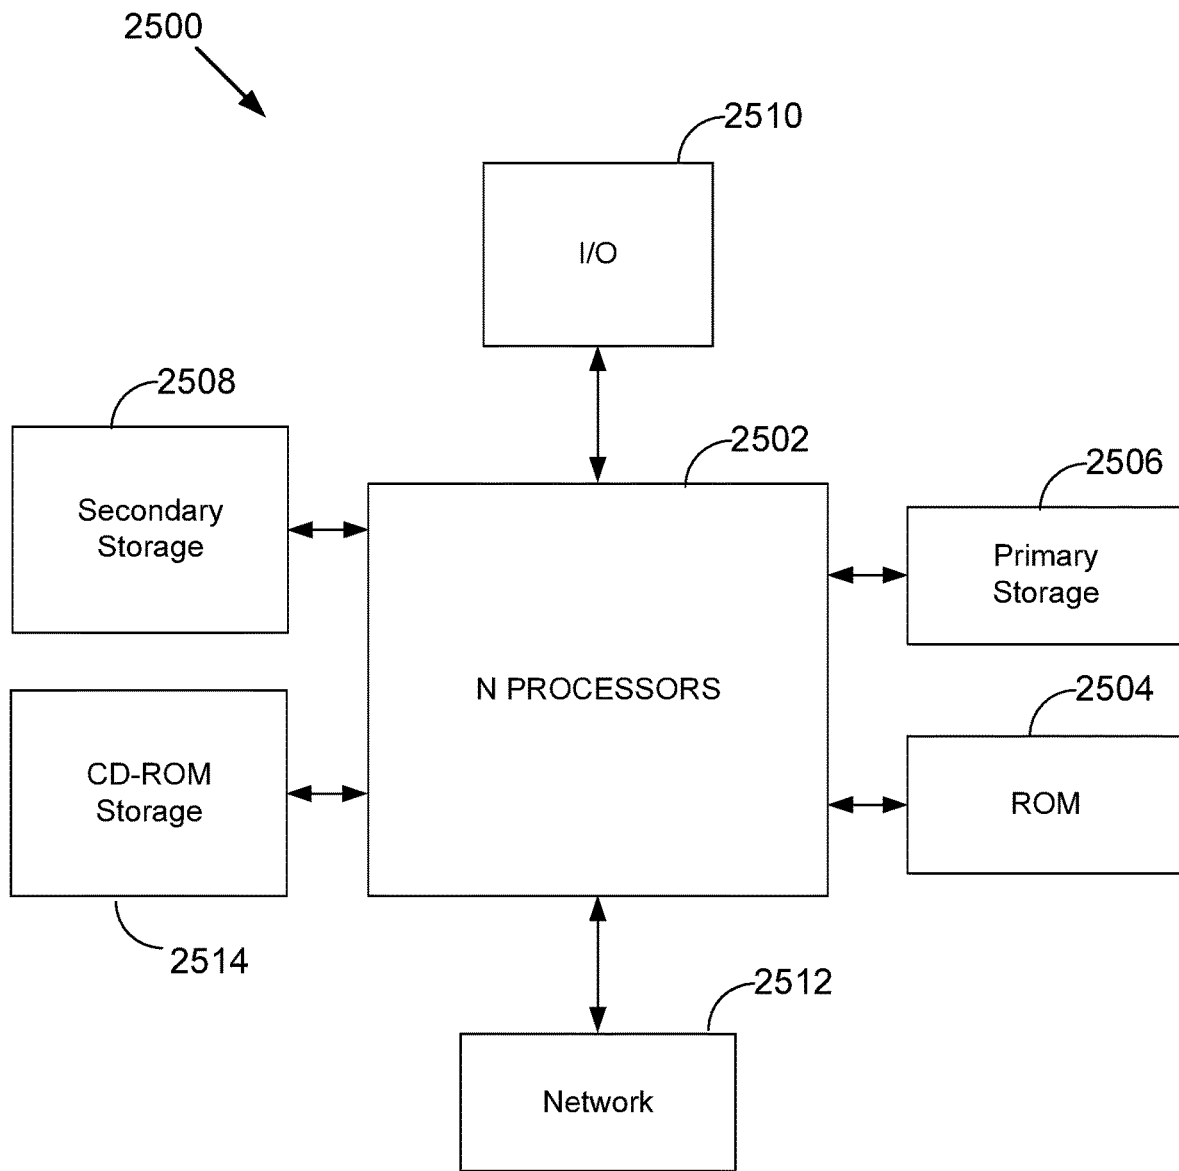 2500
2510
I/O
2508
Secondary
Storage
2502
2506
Primary
Storage
N PROCESSORS
CD-ROM
Storage
2504
ROM
2514
2512
Network